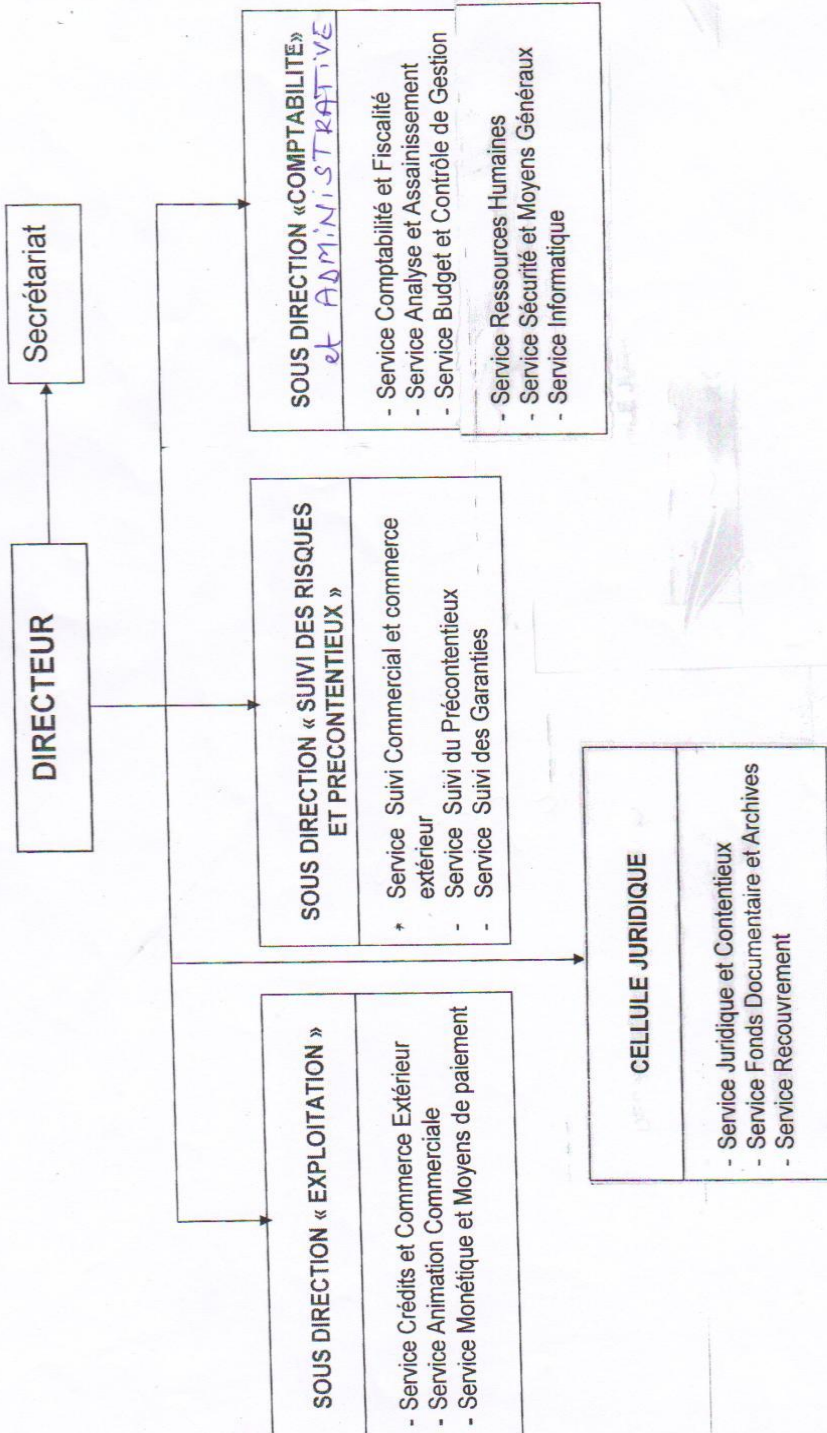 DIRECTEUR
Secrétariat
SOUS DIRECTION « EXPLOITATION »
- Service Crédits et Commerce Extérieur
- Service Animation Commerciale
- Service Monétique et Moyens de paiement
SOUS DIRECTION « SUIVI DES RISQUES
ET PRECONTENTIEUX »
* Service Suivi Commercial et commerce
extérieur
- Service Suivi du Précontentieux
- Service Suivi des Garanties
SOUS DIRECTION «COMPTABILITE»
et ADMINISTRATIVE
- Service Comptabilité et Fiscalité
- Service Analyse et Assainissement
- Service Budget et Contrôle de Gestion
- Service Ressources Humaines
- Service Sécurité et Moyens Généraux
- Service Informatique
CELLULE JURIDIQUE
- Service Juridique et Contentieux
- Service Fonds Documentaire et Archives
- Service Recouvrement